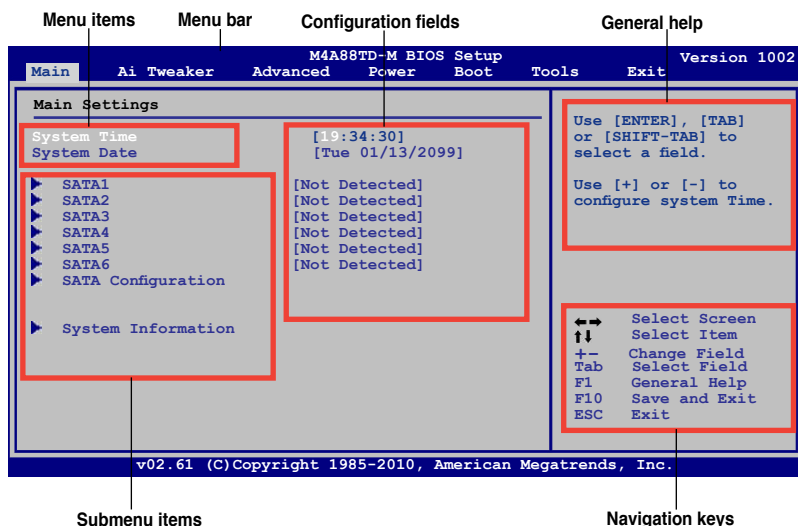 Menu items Menu bar Configuration fields General help
M4A88TD-M BIOS Setup Version 1002
Main Ai Tweaker Advanced Power Boot Tools Exit
Main Settings
System Time [19:34:30]
System Date [Tue 01/13/2099]
SATA1 [Not Detected]
SATA2 [Not Detected]
SATA3 [Not Detected]
SATA4 [Not Detected]
SATA5 [Not Detected]
SATA6 [Not Detected]
SATA Configuration
System Information
Use [ENTER], [TAB]
or [SHIFT-TAB] to
select a field.
Use [+] or [-] to
configure system Time.
←→ Select Screen
↑↓ Select Item
+- Change Field
Tab Select Field
F1 General Help
F10 Save and Exit
ESC Exit
v02.61 (C)Copyright 1985-2010, American Megatrends, Inc.
Submenu items Navigation keys